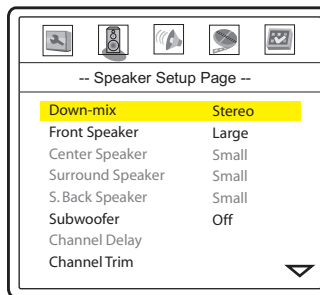 -- Speaker Setup Page --
Down-mix Stereo
Front Speaker Large
Center Speaker Small
Surround Speaker Small
S. Back Speaker Small
Subwoofer Off
Channel Delay
Channel Trim